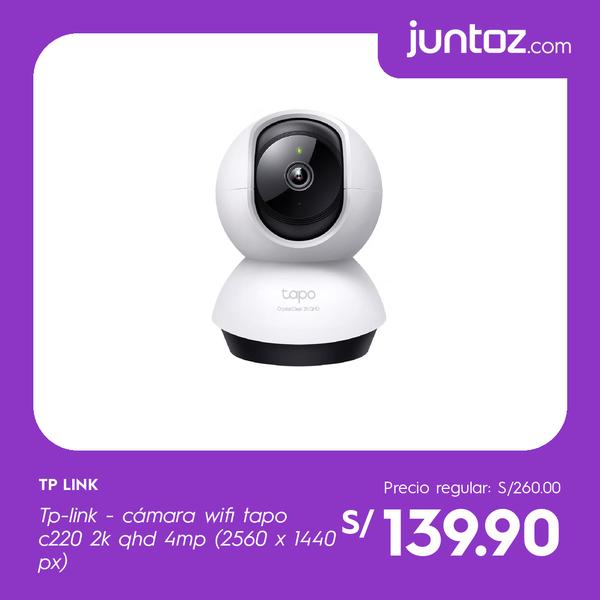 juntoz.com
tapo
CrystalClear 2K QHD
TP LINK
Tp-link - cámara wifi tapo
c220 2k qhd 4mp (2560 x 1440
px)
Precio regular: S/260.00
S/139.90